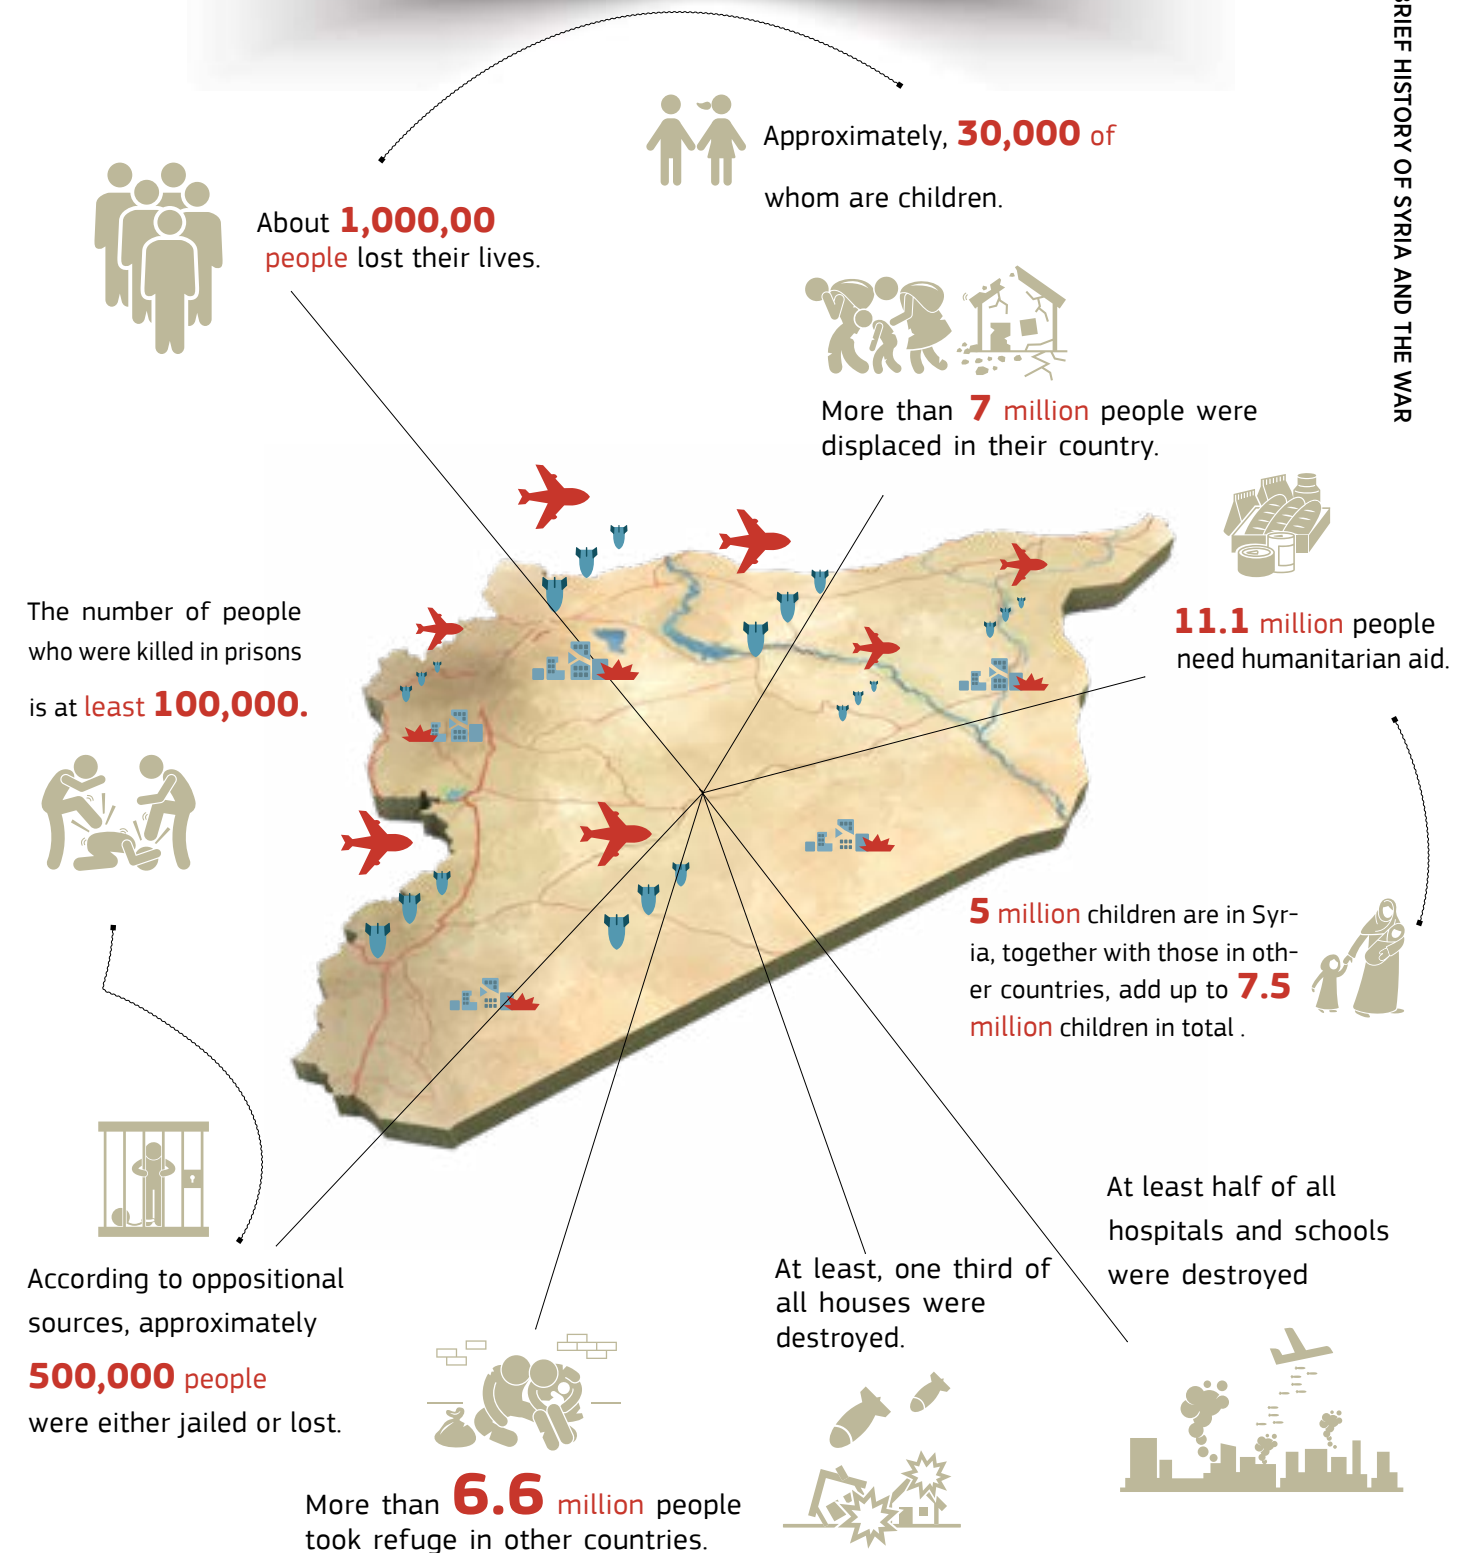 BRIEF HISTORY OF SYRIA AND THE WAR
Approximately, 30,000 of
whom are children.
About 1,000,00
people lost their lives.
More than 7 million people were
displaced in their country.
The number of people
who were killed in prisons
is at least 100,000.
11.1 million people
need humanitarian aid.
5 million children are in Syr-
ia, together with those in oth-
er countries, add up to 7.5
million children in total .
According to oppositional
sources, approximately
500,000 people
were either jailed or lost.
More than 6.6 million people
took refuge in other countries.
At least, one third of
all houses were
destroyed.
At least half of all
hospitals and schools
were destroyed